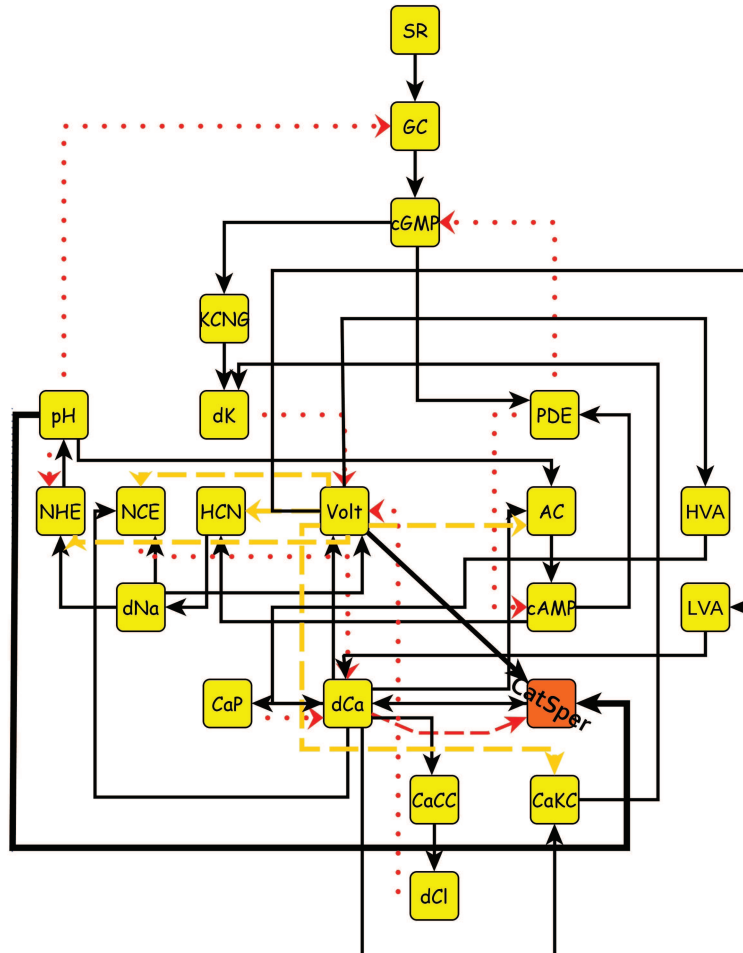 SR
GC
cGMP
KCNG
pH
dK
PDE
NHE
NCE
HCN
Volt
AC
HVA
dNa
cAMP
LVA
CaP
dCa
CatSper
CaCC
CaKC
dCl